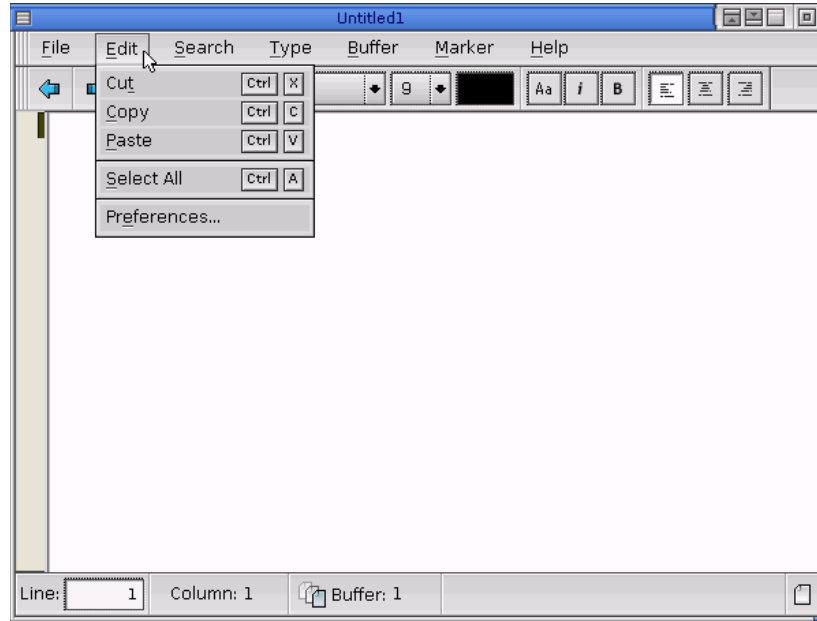 Untitled1
File Edit Search Type Buffer Marker Help
Cut Ctrl X
9 Aa i B
Copy Ctrl C
Paste Ctrl V
Select All Ctrl A
Preferences...
Line: 1 Column: 1 Buffer: 1